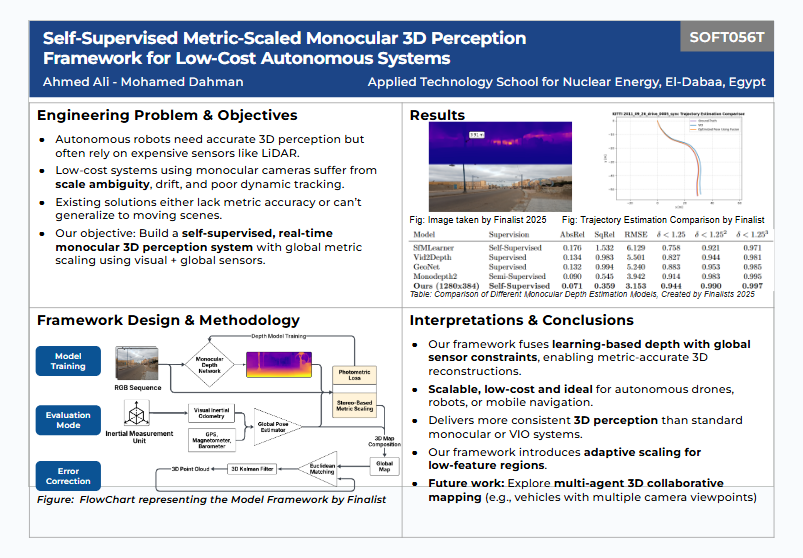 Self-Supervised Metric-Scaled Monocular 3D Perception
Framework for Low-Cost Autonomous Systems
SOFT056T
Ahmed Ali - Mohamed Dahman
Applied Technology School for Nuclear Energy, El-Dabaa, Egypt
Engineering Problem & Objectives
● Autonomous robots need accurate 3D perception but
often rely on expensive sensors like LiDAR.
● Low-cost systems using monocular cameras suffer from
scale ambiguity, drift, and poor dynamic tracking.
● Existing solutions either lack metric accuracy or can't
generalize to moving scenes.
● Our objective: Build a self-supervised, real-time
monocular 3D perception system with global metric
scaling using visual + global sensors.
Results
Fig: Image taken by Finalist 2025
Fig: Trajectory Estimation Comparison by Finalist
Model Supervision AbsRel SqRel RMSE δ < 1.25 δ < 1.25² δ < 1.25³
SfMLearner Self-Supervised 0.176 1.532 6.129 0.758 0.921 0.971
Vid2Depth Self-Supervised 0.134 0.983 5.501 0.827 0.944 0.981
GeoNet Self-Supervised 0.132 0.994 5.240 0.883 0.953 0.985
Monodepth2 Semi-Supervised 0.090 0.545 3.942 0.914 0.983 0.995
Ours (1280x384) Self-Supervised 0.071 0.359 3.153 0.944 0.990 0.997
Table: Comparison of Different Monocular Depth Estimation Models, Created by Finalists 2025
Framework Design & Methodology
Model
Training
RGB Sequence
Monocular
Depth
Network
Depth Model Training
Photometric
Loss
Stereo-Based
Metric Scaling
Evaluation
Mode
Inertial Measurement
Unit
Visual Inertial
Odometry
GPS,
Magnetometer,
Barometer
Global Pose
Estimator
3D Map
Composition
Global
Map
Error
Correction
3D Point Cloud
3D Kalman Filter
Euclidean
Matching
Figure: FlowChart representing the Model Framework by Finalist
Interpretations & Conclusions
● Our framework fuses learning-based depth with global
sensor constraints, enabling metric-accurate 3D
reconstructions.
● Scalable, low-cost and ideal for autonomous drones,
robots, or mobile navigation.
● Delivers more consistent 3D perception than standard
monocular or VIO systems.
● Our framework introduces adaptive scaling for
low-feature regions.
● Future work: Explore multi-agent 3D collaborative
mapping (e.g., vehicles with multiple camera viewpoints)